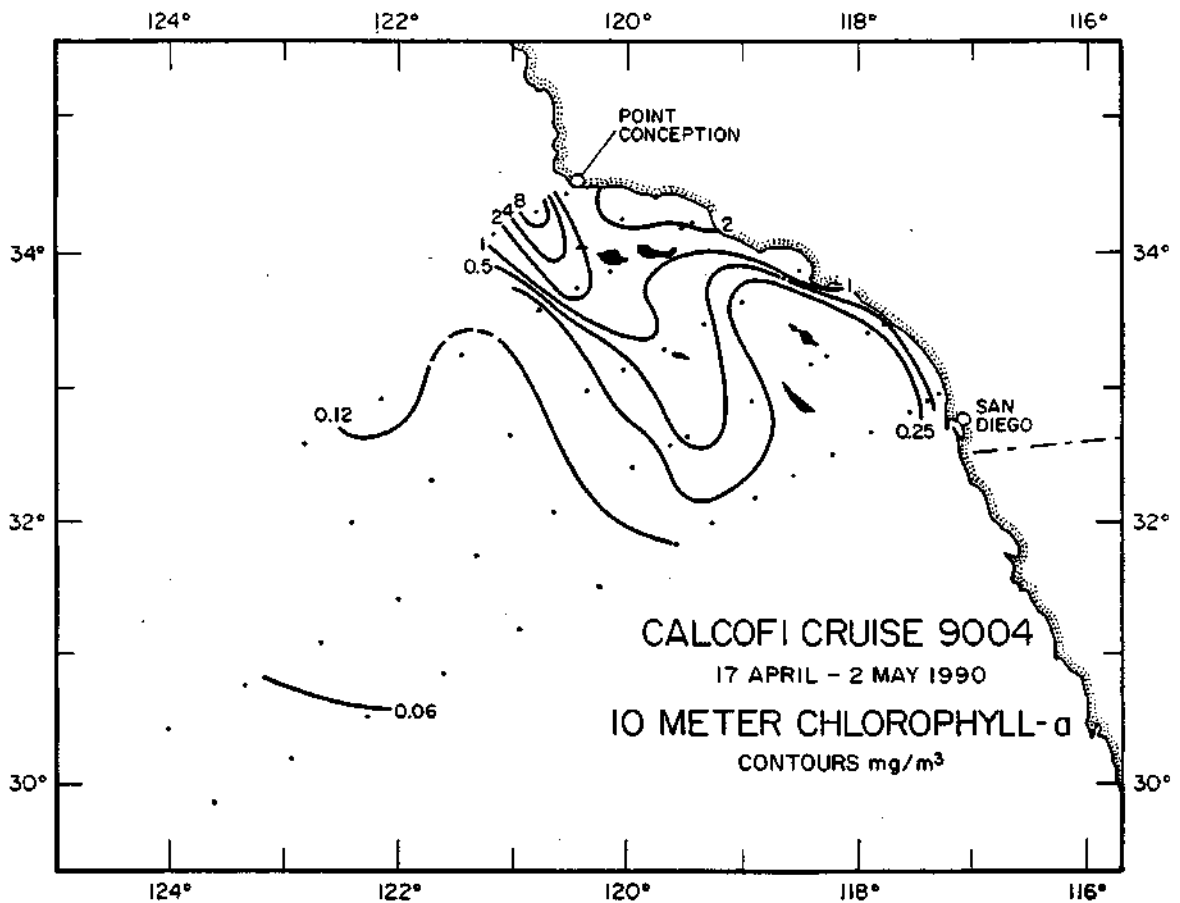 124° 122° 120° 118° 116°
POINT
CONCEPTION
8
4
2
2
34° 1 34°
0.5
1
0.12
SAN
DIEGO
0.25
32° 32°
CALCOFI CRUISE 9004
17 APRIL – 2 MAY 1990
0.06
10 METER CHLOROPHYLL-a
CONTOURS mg/m³
30° 30°
124° 122° 120° 118° 116°